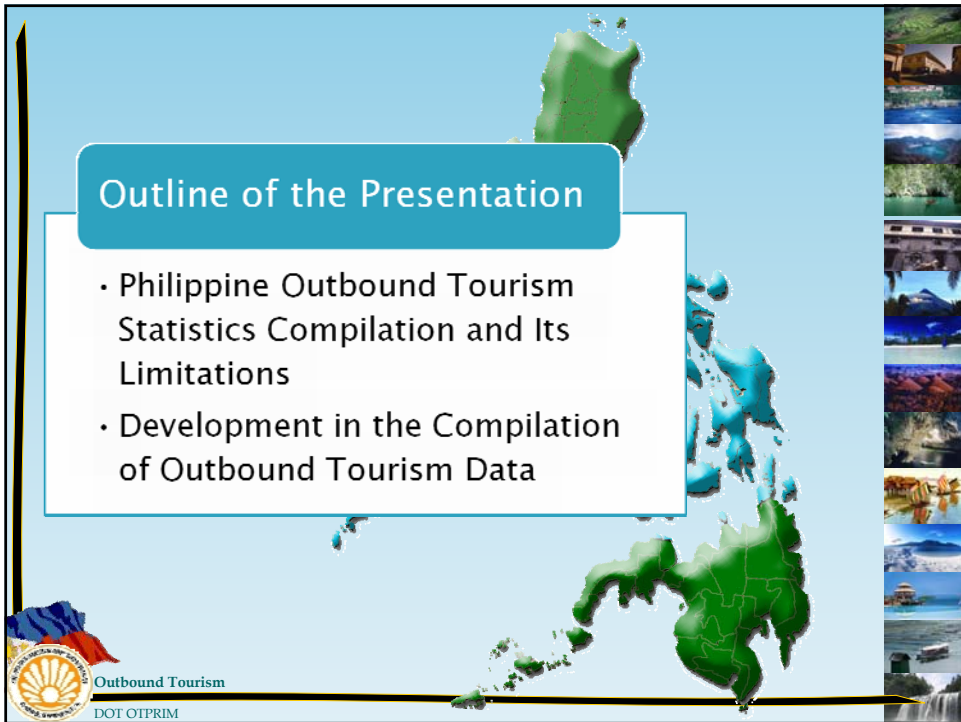 Outline of the Presentation
· Philippine Outbound Tourism
Statistics Compilation and Its
Limitations
· Development in the Compilation
of Outbound Tourism Data
Outbound Tourism
DOT OTPRIM